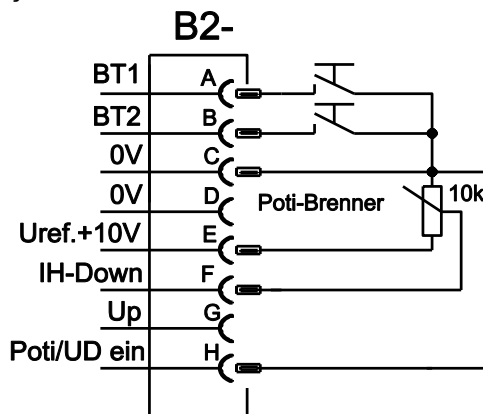 B2-
BT1 A
BT2 B
0V C
0V D
Poti-Brenner 10k
Uref.+10V E
IH-Down F
Up G
Poti/UD ein H